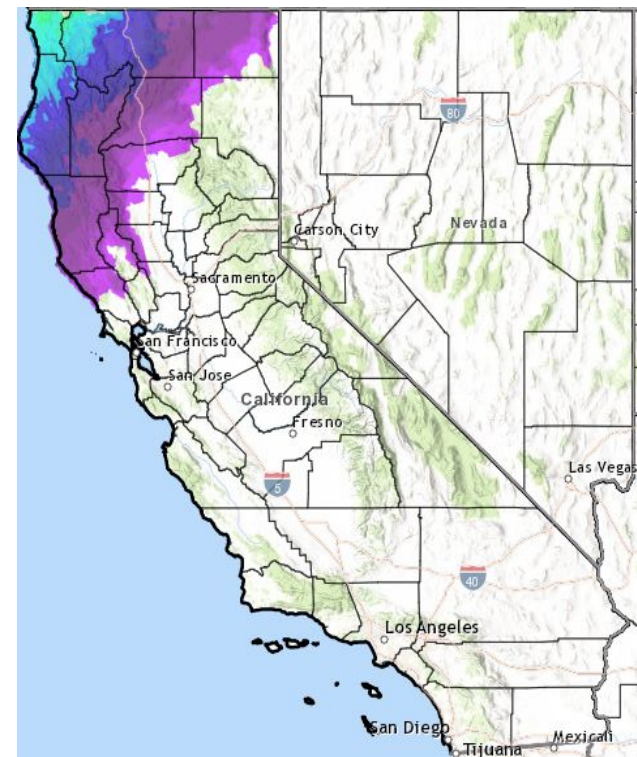 80
Nevada
Carson City
Sacramento
San Francisco
San Jose
California
Fresno
Las Vegas
5
40
Los Angeles
San Diego
Mexicali
Tijuana